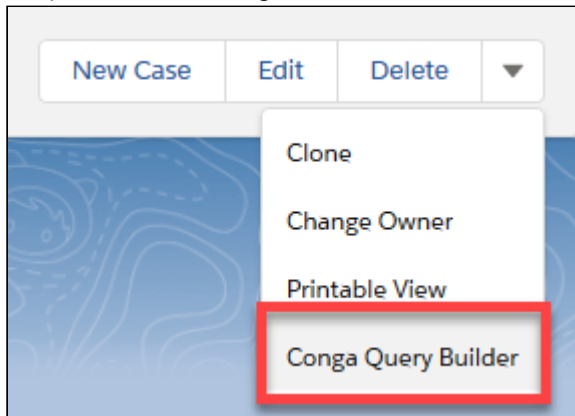 New Case Edit Delete
Clone
Change Owner
Printable View
Conga Query Builder